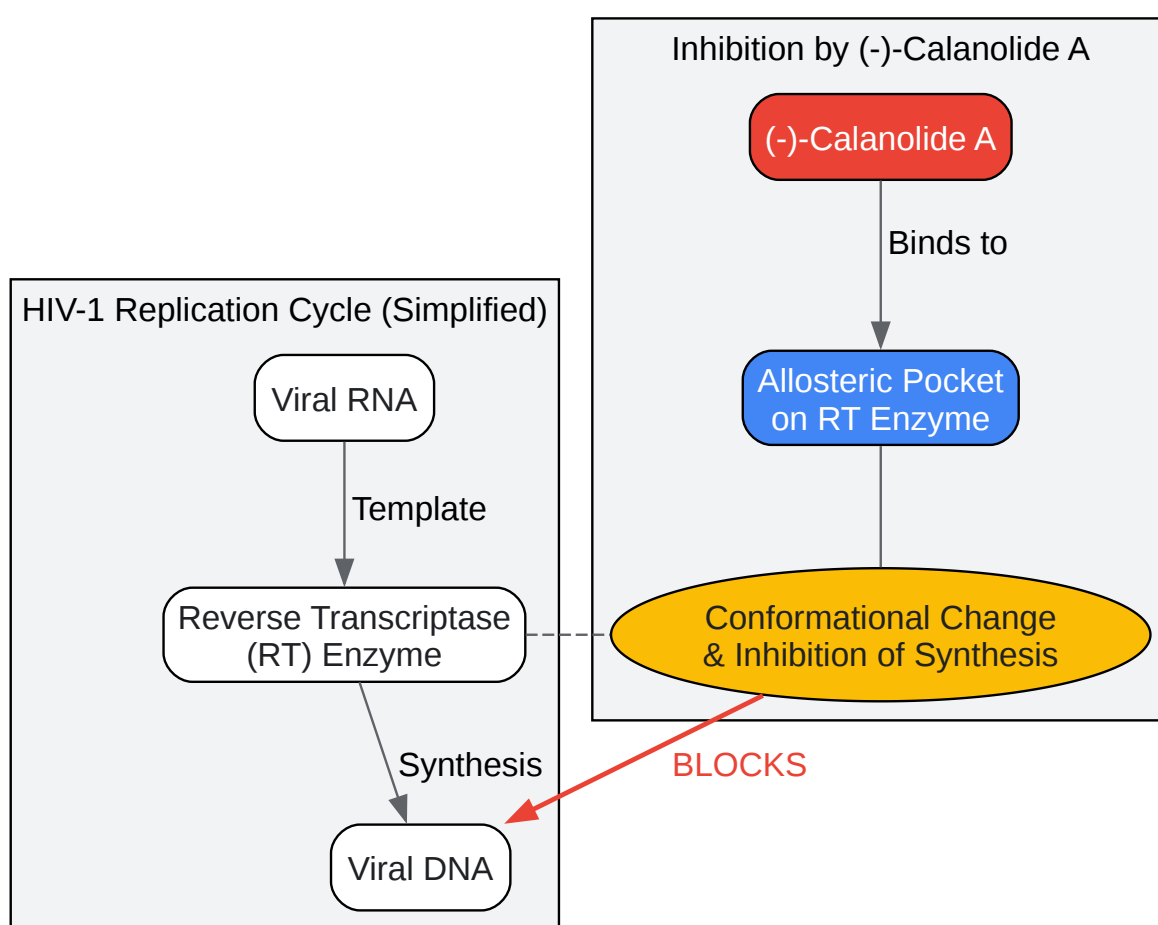 Inhibition by (-)-Calanolide A
(-)-Calanolide A
Binds to
Allosteric Pocket
on RT Enzyme
Conformational Change
& Inhibition of Synthesis
BLOCKS
HIV-1 Replication Cycle (Simplified)
Viral RNA
Template
Reverse Transcriptase
(RT) Enzyme
Synthesis
Viral DNA